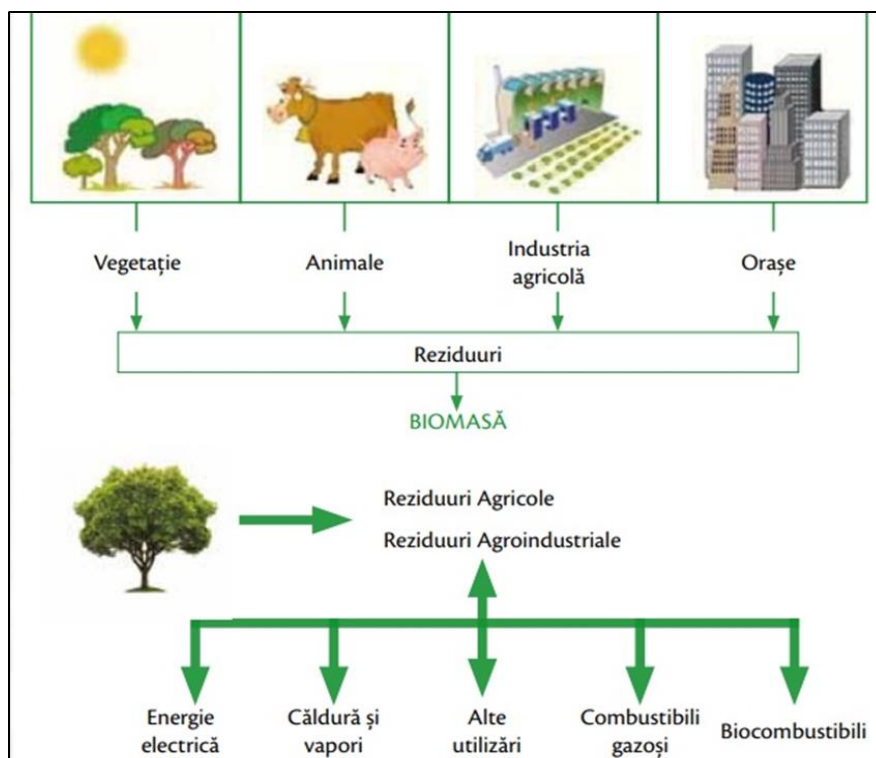 Vegetație
Animale
Industria
agricolă
Orașe
Reziduuri
BIOMASĂ
Reziduuri Agricole
Reziduuri Agroindustriale
Energie
electrică
Căldură și
vapori
Alte
utilizări
Combustibili
gazoși
Biocombustibili